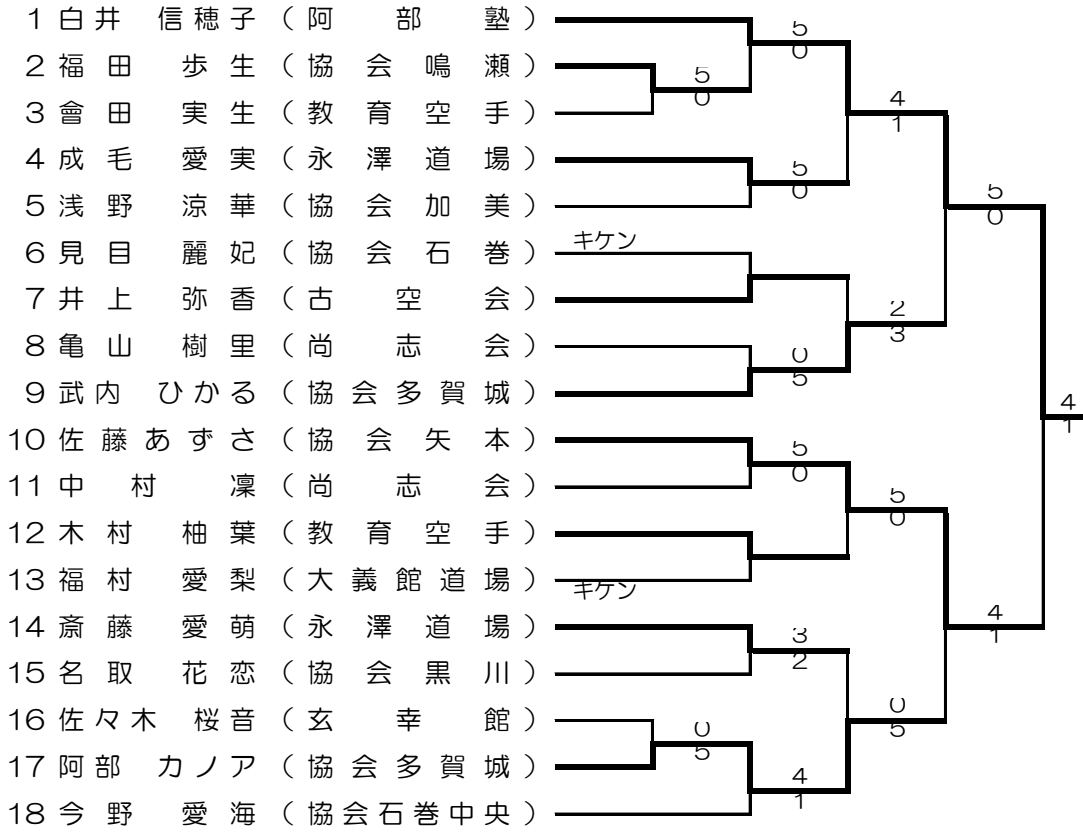 1 白井 信穂子 (阿部塾)
2 福田 歩生 (協会鳴瀬)
3 會田 実生 (教育空手)
4 成毛 愛実 (永澤道場)
5 浅野 涼華 (協会加美)
6 見目 麗妃 (協会石巻)
7 井上 弥香 (古空会)
8 亀山 樹里 (尚志会)
9 武内 ひかる (協会多賀城)
10 佐藤 あずさ (協会矢本)
11 中村 凜 (尚志会)
12 木村 柚葉 (教育空手)
13 福村 愛梨 (大義館道場)
14 斎藤 愛萌 (永澤道場)
15 名取 花恋 (協会黒川)
16 佐々木 桜音 (玄幸館)
17 阿部 カノア (協会多賀城)
18 今野 愛海 (協会石巻中央)
キケン
キケン
5
0
5
0
5
0
0
5
5
0
3
2
0
5
4
1
4
1
2
3
5
0
0
5
5
0
4
1
4
1